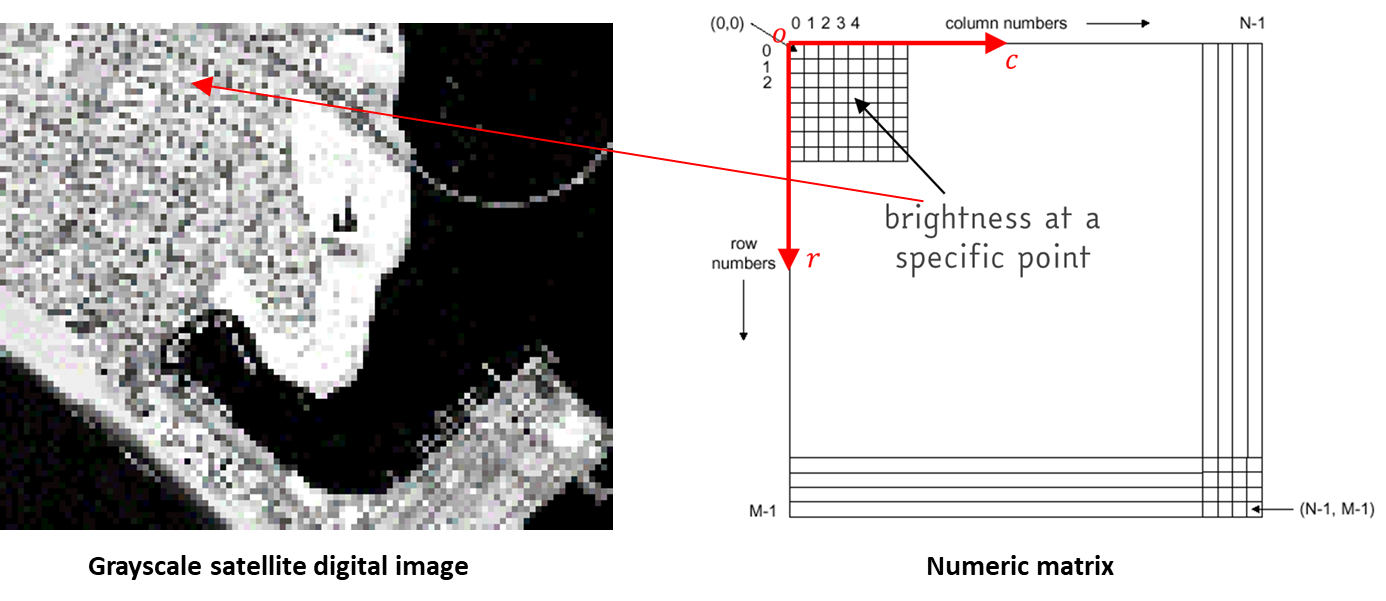 (0,0)
0 1 2 3 4
column numbers
N-1
o
c
0
1
2
brightness at a
specific point
row
numbers
r
M-1
(N-1, M-1)
Grayscale satellite digital image
Numeric matrix